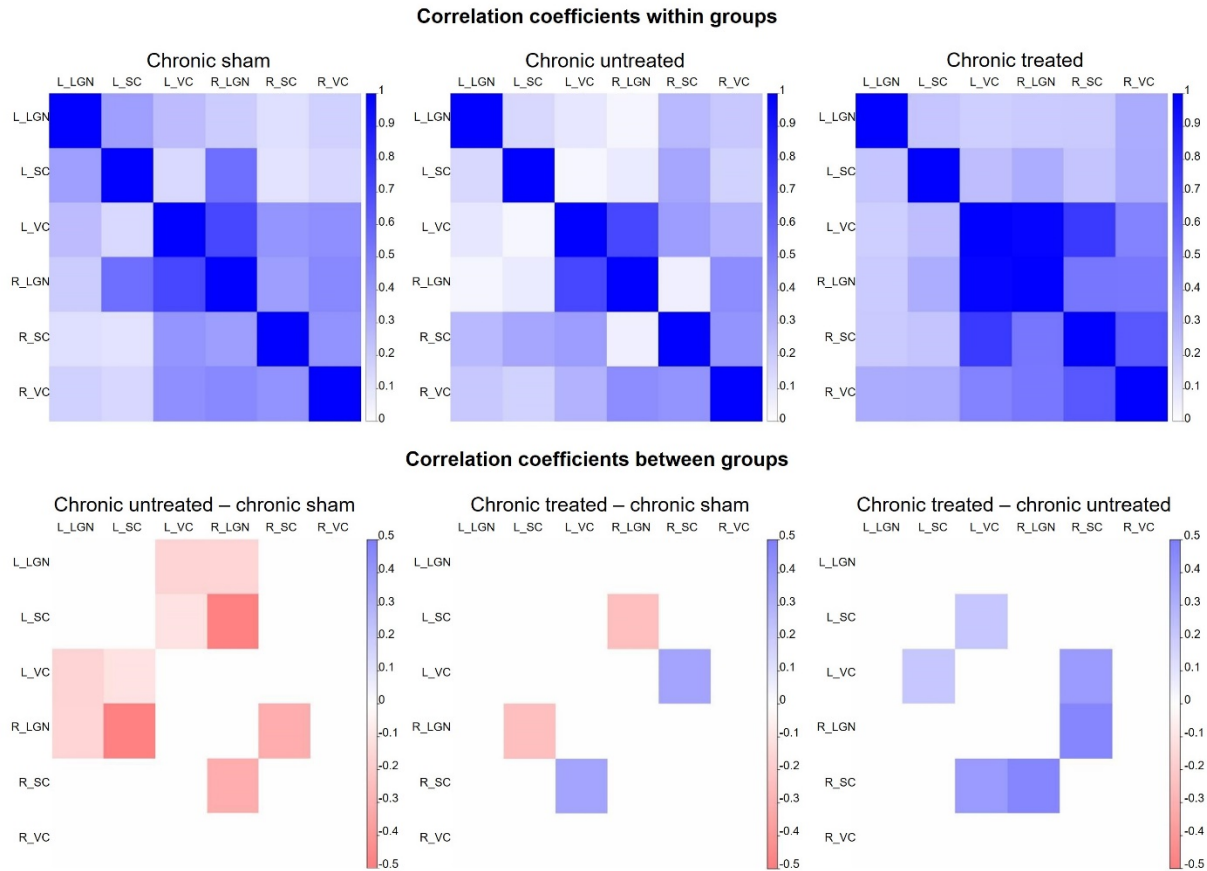 Correlation coefficients within groups
Chronic sham
Chronic untreated
Chronic treated
L_LGN L_SC L_VC R_LGN R_SC R_VC
L_LGN L_SC L_VC R_LGN R_SC R_VC
L_LGN L_SC L_VC R_LGN R_SC R_VC
L_LGN
L_SC
L_VC
R_LGN
R_SC
R_VC
1
0.9
0.8
0.7
0.6
0.5
0.4
0.3
0.2
0.1
0
L_LGN
L_SC
L_VC
R_LGN
R_SC
R_VC
1
0.9
0.8
0.7
0.6
0.5
0.4
0.3
0.2
0.1
0
L_LGN
L_SC
L_VC
R_LGN
R_SC
R_VC
1
0.9
0.8
0.7
0.6
0.5
0.4
0.3
0.2
0.1
0
Correlation coefficients between groups
Chronic untreated – chronic sham
Chronic treated – chronic sham
Chronic treated – chronic untreated
L_LGN L_SC L_VC R_LGN R_SC R_VC
L_LGN L_SC L_VC R_LGN R_SC R_VC
L_LGN L_SC L_VC R_LGN R_SC R_VC
L_LGN
L_SC
L_VC
R_LGN
R_SC
R_VC
0.5
0.4
0.3
0.2
0.1
0
-0.1
-0.2
-0.3
-0.4
-0.5
L_LGN
L_SC
L_VC
R_LGN
R_SC
R_VC
0.5
0.4
0.3
0.2
0.1
0
-0.1
-0.2
-0.3
-0.4
-0.5
L_LGN
L_SC
L_VC
R_LGN
R_SC
R_VC
0.5
0.4
0.3
0.2
0.1
0
-0.1
-0.2
-0.3
-0.4
-0.5